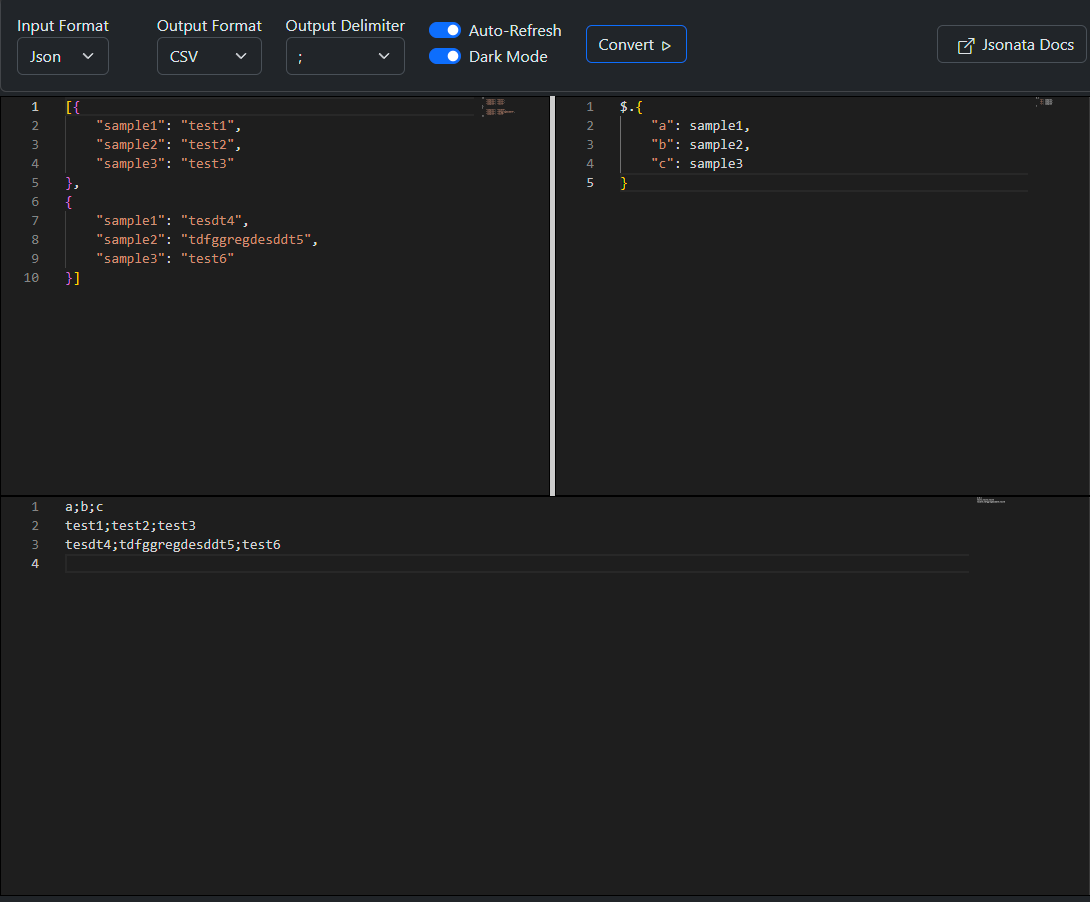 Input Format Output Format Output Delimiter Auto-Refresh
Json CSV ; Dark Mode Convert Jsonata Docs
1 [{
2 "sample1": "test1",
3 "sample2": "test2",
4 "sample3": "test3"
5 },
6 {
7 "sample1": "tesdt4",
8 "sample2": "tdfggregdesddt5",
9 "sample3": "test6"
10 }]
1 $.{
2 "a": sample1,
3 "b": sample2,
4 "c": sample3
5 }
1 a;b;c
2 test1;test2;test3
3 tesdt4;tdfggregdesddt5;test6
4